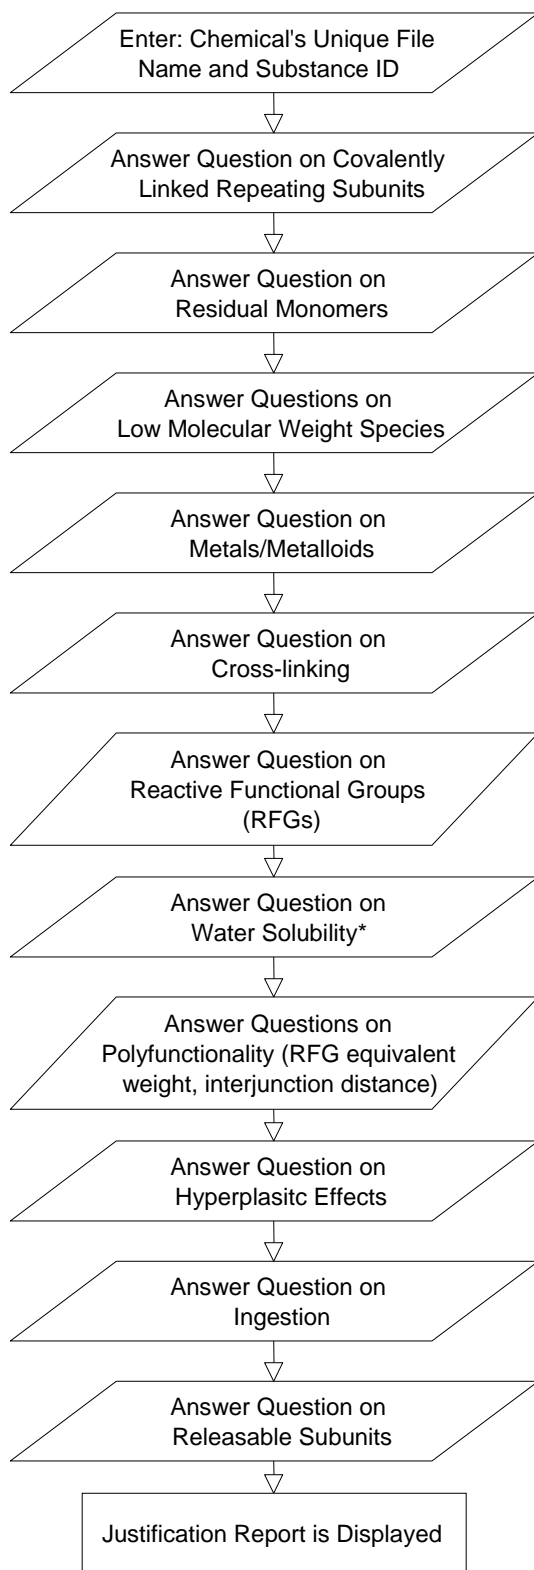 Enter: Chemical's Unique File
Name and Substance ID
Answer Question on Covalently
Linked Repeating Subunits
Answer Question on
Residual Monomers
Answer Questions on
Low Molecular Weight Species
Answer Question on
Metals/Metalloids
Answer Question on
Cross-linking
Answer Question on
Reactive Functional Groups
(RFGs)
Answer Question on
Water Solubility*
Answer Questions on
Polyfunctionality (RFG equivalent
weight, interjunction distance)
Answer Question on
Hyperplasitc Effects
Answer Question on
Ingestion
Answer Question on
Releasable Subunits
Justification Report is Displayed